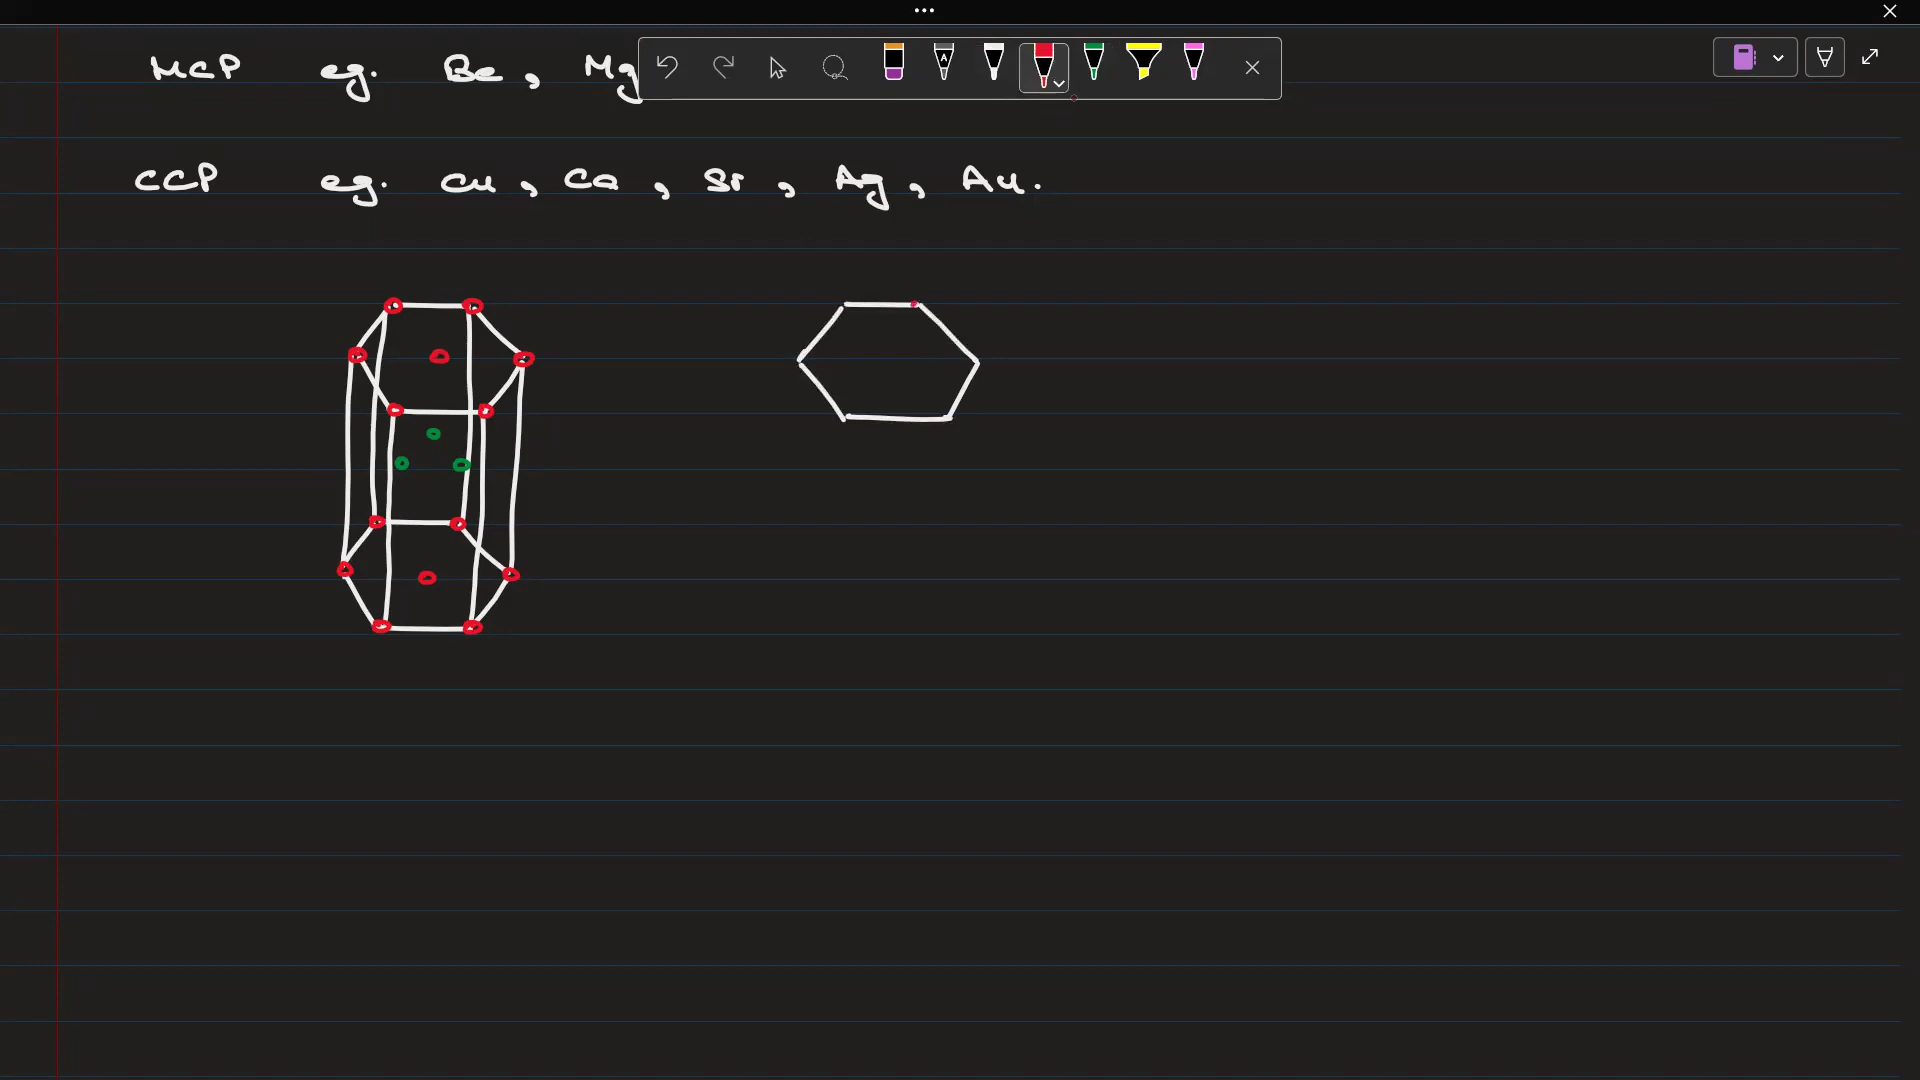 HCP eg. Be, Mg
CCP eg. Cu, Ca, Sr, Ag, Au.